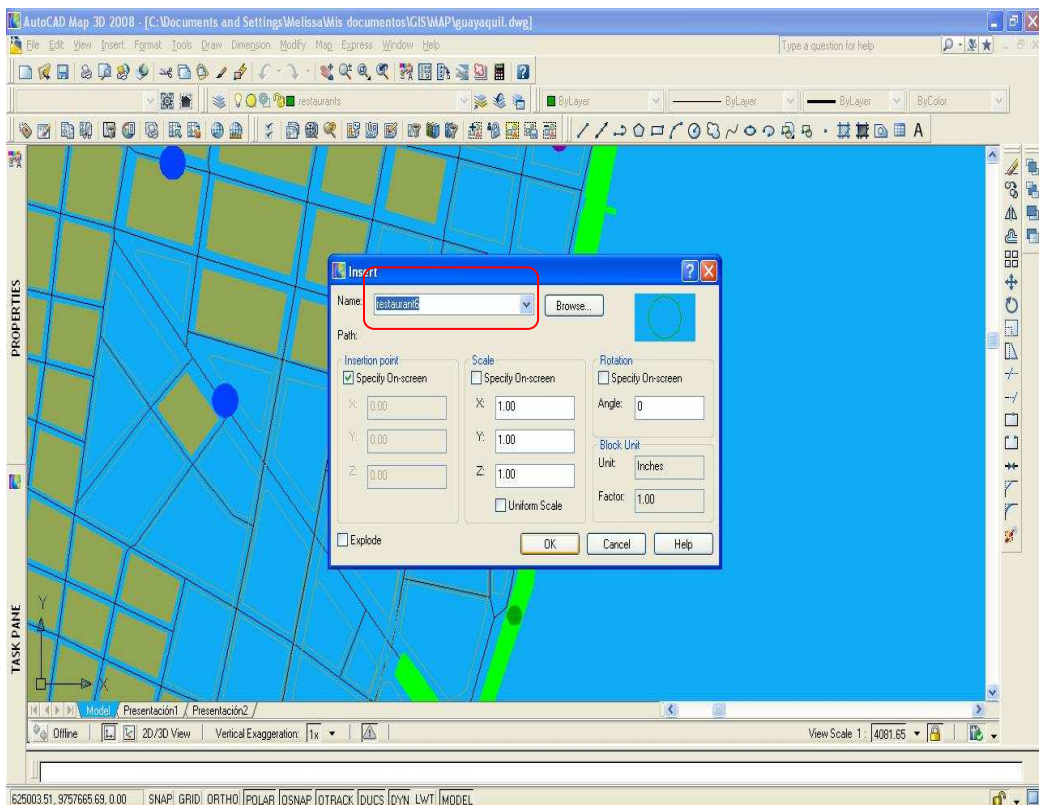 AutoCAD Map 3D 2008 - [C:\Documents and Settings\Melissa\Mis documentos\GIS\MAP\guayaquil.dwg]
File Edit View Insert Format Tools Draw Dimension Modify Map Express Window Help
Type a question for help
restaurants
ByLayer
ByLayer
ByLayer
ByColor
A
PROPERTIES
TASK PANE
Insert
Name:
restaurant6
Browse...
Path:
Insertion point
Specify On-screen
X: 0.00
Y: 0.00
Z: 0.00
Scale
Specify On-screen
X: 1.00
Y: 1.00
Z: 1.00
Uniform Scale
Rotation
Specify On-screen
Angle: 0
Block Unit
Unit: Inches
Factor: 1.00
Explode
OK
Cancel
Help
Y
X
Model Presentación1 Presentación2
Offline 2D/3D View Vertical Exaggeration: 1x
View Scale 1 : 4081.65
625003.51, 9757665.69, 0.00 SNAP GRID ORTHO POLAR OSNAP OTRACK DUCS DYN LWT MODEL